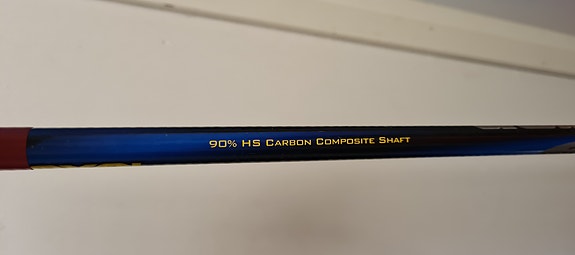 90% HS Carbon Composite Shaft